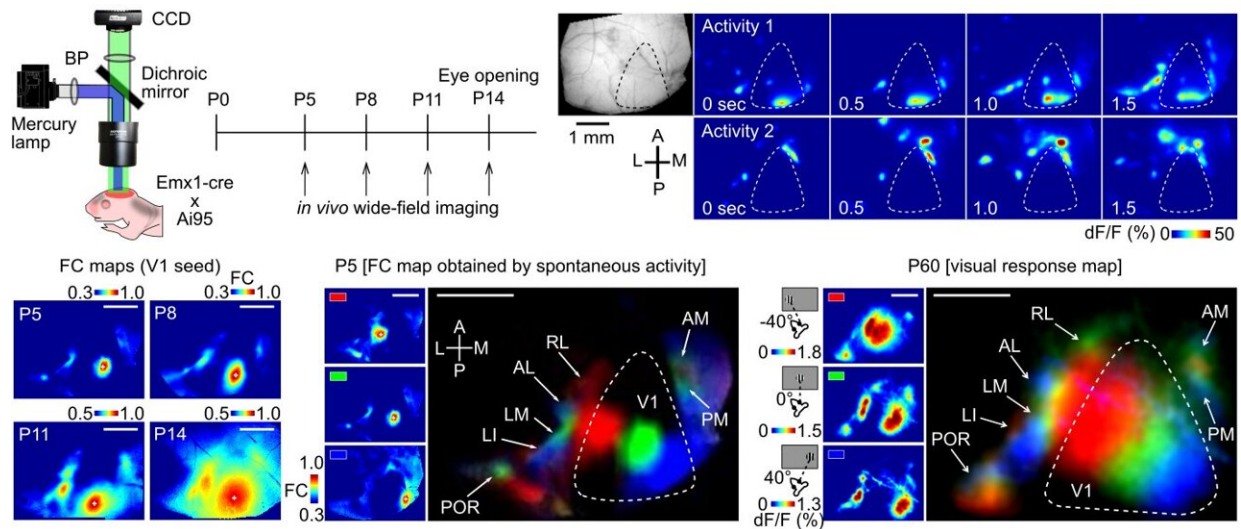 CCD
BP
Dichroic
mirror
Mercury
lamp
Emx1-cre
x
Ai95
Eye opening
P0
P5
P8
P11
P14
in vivo wide-field imaging
1 mm
A
L
M
P
Activity 1
0 sec
0.5
1.0
1.5
Activity 2
0 sec
0.5
1.0
1.5
dF/F (%) 0 50
FC maps (V1 seed)
0.3 1.0
0.3 FC 1.0
P5
P8
0.5 1.0
0.5 1.0
P11
P14
P5 [FC map obtained by spontaneous activity]
1.0
FC
0.3
A
L
M
P
RL
AL
LM
LI
POR
V1
AM
PM
P60 [visual response map]
-40°
0 1.8
0°
0 1.5
40°
0 1.3
dF/F (%)
RL
AL
LM
LI
POR
V1
AM
PM